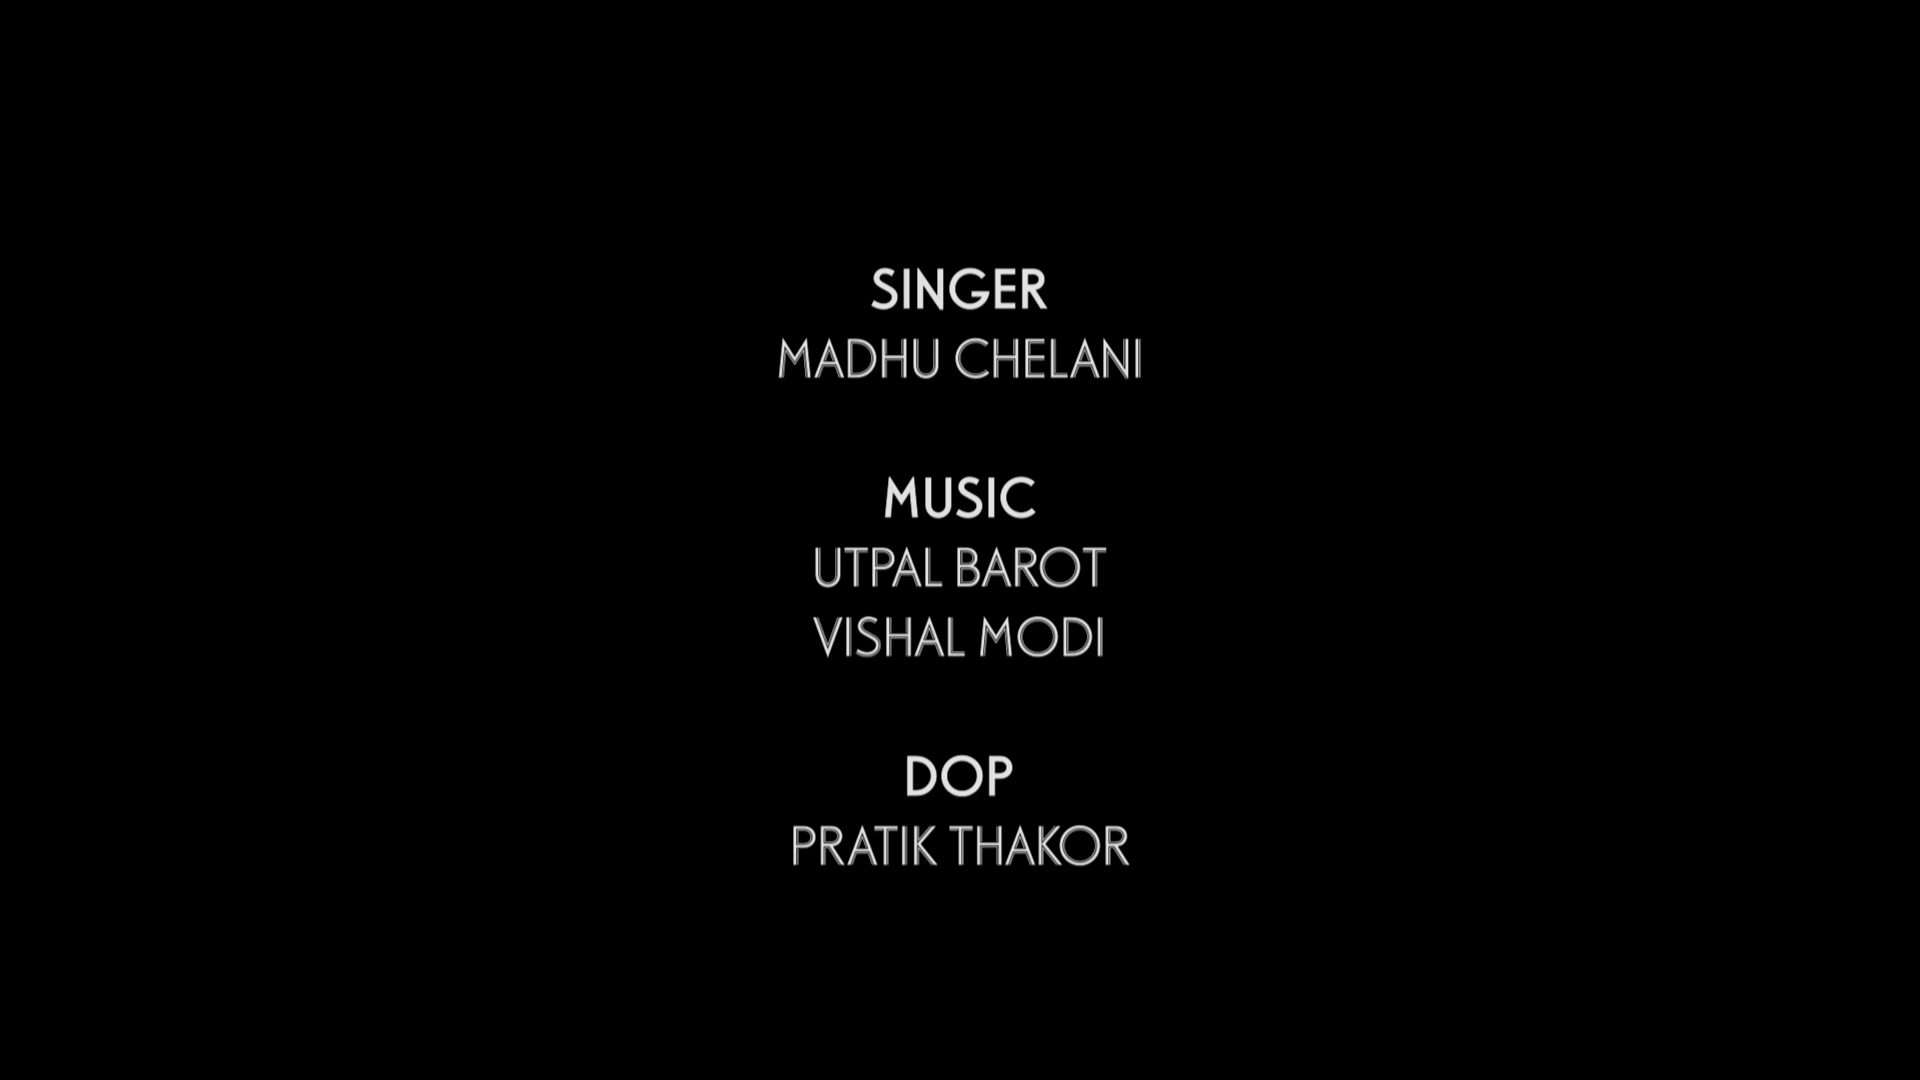 SINGER
MADHU CHELANI
MUSIC
UTPAL BAROT
VISHAL MODI
DOP
PRATIK THAKOR